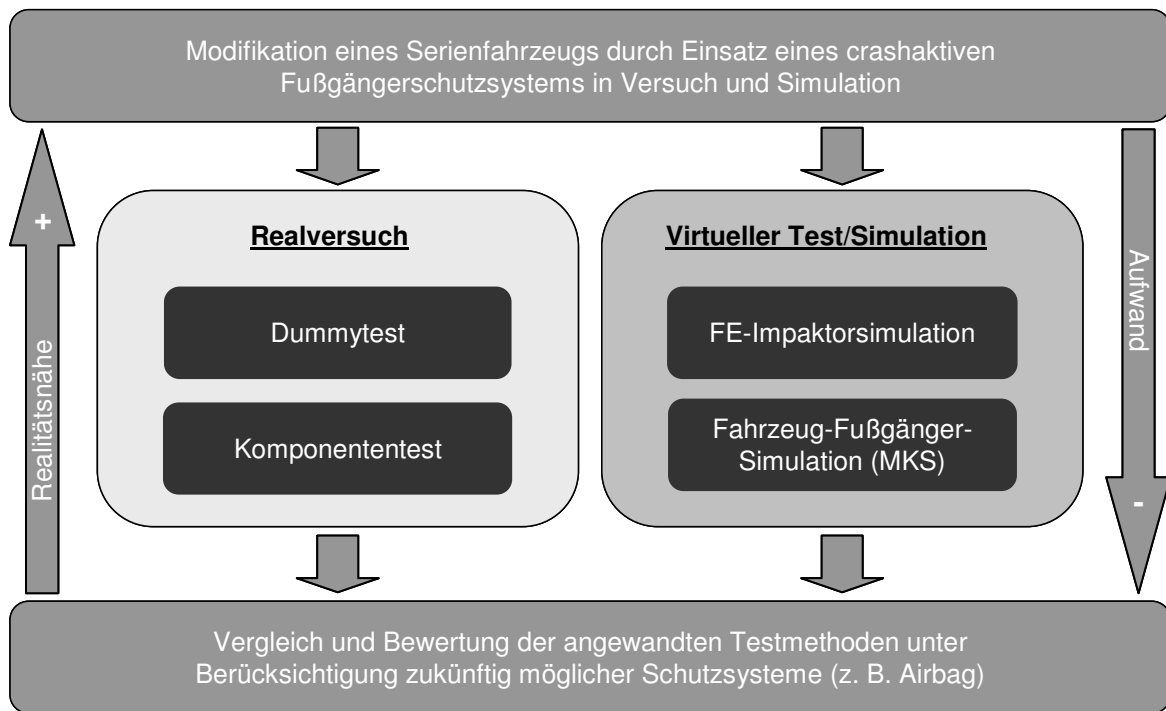 Modifikation eines Serienfahrzeugs durch Einsatz eines crashaktiven
Fußgängerschutzsystems in Versuch und Simulation
+
Realitätsnähe
Realversuch
Dummytest
Komponententest
Virtueller Test/Simulation
FE-Impaktorsimulation
Fahrzeug-Fußgänger-
Simulation (MKS)
Aufwand
-
Vergleich und Bewertung der angewandten Testmethoden unter
Berücksichtigung zukünftig möglicher Schutzsysteme (z. B. Airbag)